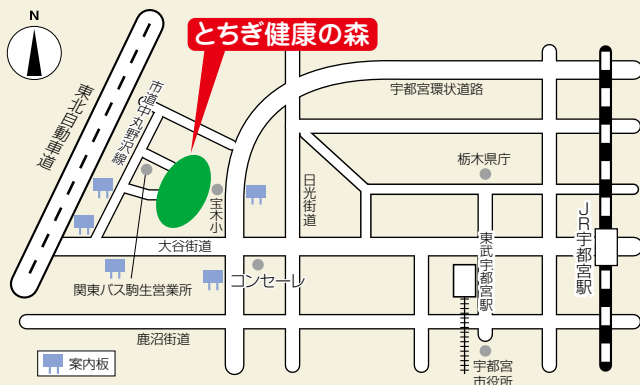 N
とちぎ健康の森
東北自動車道
市道中丸野沢線
宇都宮環状道路
栃木県庁
日光街道
宝木小
JR宇都宮駅
大谷街道
東武宇都宮駅
関東バス駒生営業所
コンセーレ
鹿沼街道
案内板
宇都宮
市役所